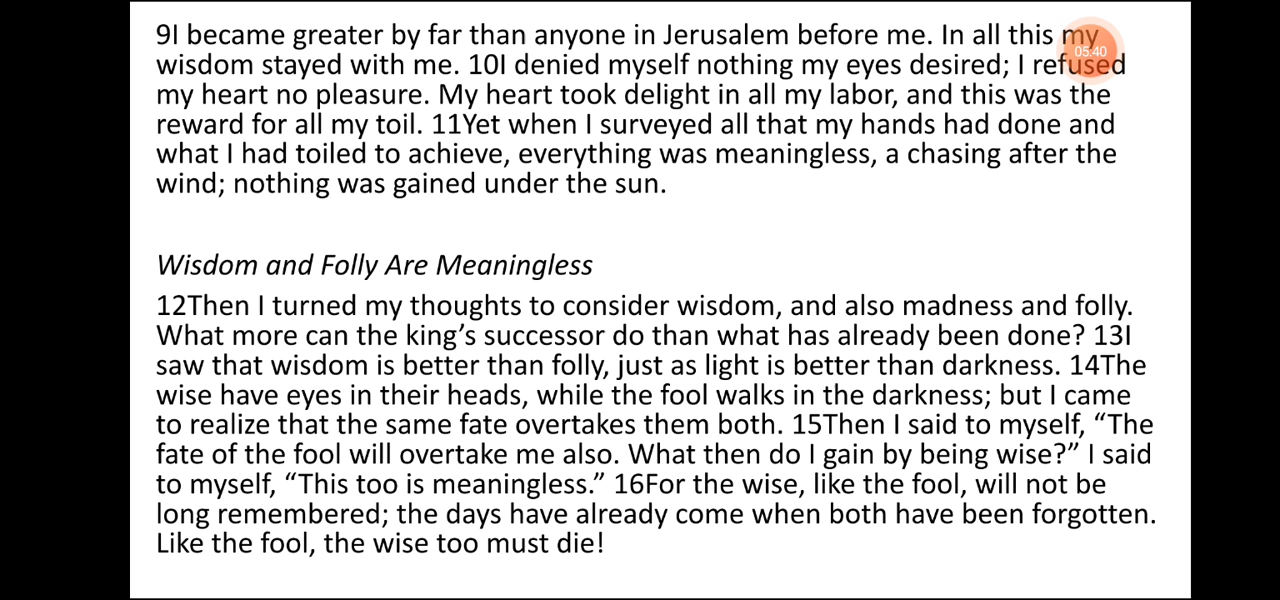 9I became greater by far than anyone in Jerusalem before me. In all this my
wisdom stayed with me. 10I denied myself nothing my eyes desired; I refused
my heart no pleasure. My heart took delight in all my labor, and this was the
reward for all my toil. 11Yet when I surveyed all that my hands had done and
what I had toiled to achieve, everything was meaningless, a chasing after the
wind; nothing was gained under the sun.
Wisdom and Folly Are Meaningless
12Then I turned my thoughts to consider wisdom, and also madness and folly.
What more can the king’s successor do than what has already been done? 13I
saw that wisdom is better than folly, just as light is better than darkness. 14The
wise have eyes in their heads, while the fool walks in the darkness; but I came
to realize that the same fate overtakes them both. 15Then I said to myself, “The
fate of the fool will overtake me also. What then do I gain by being wise?” I said
to myself, “This too is meaningless.” 16For the wise, like the fool, will not be
long remembered; the days have already come when both have been forgotten.
Like the fool, the wise too must die!
05:40